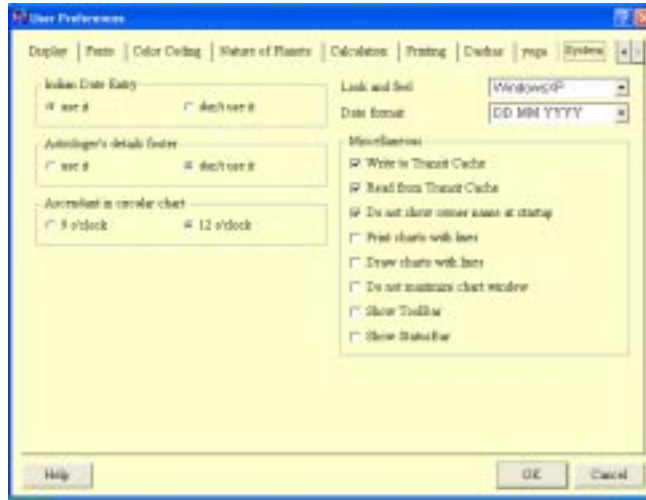 User Preferences
Display Fonts Color Coding Nature of Planets Calculation Printing Dashas yoga System
Indian Date Entry
use it don't use it
Astrologer's details footer
use it don't use it
Ascendant in circular chart
9 o'clock 12 o'clock
Look and feel WindowsXP
Date format DD MM YYYY
Miscellaneous
Write to Transit Cache
Read from Transit Cache
Do not show owner name at startup
Print charts with lines
Draw charts with lines
Do not maximize chart window
Show ToolBar
Show StatusBar
Help OK Cancel